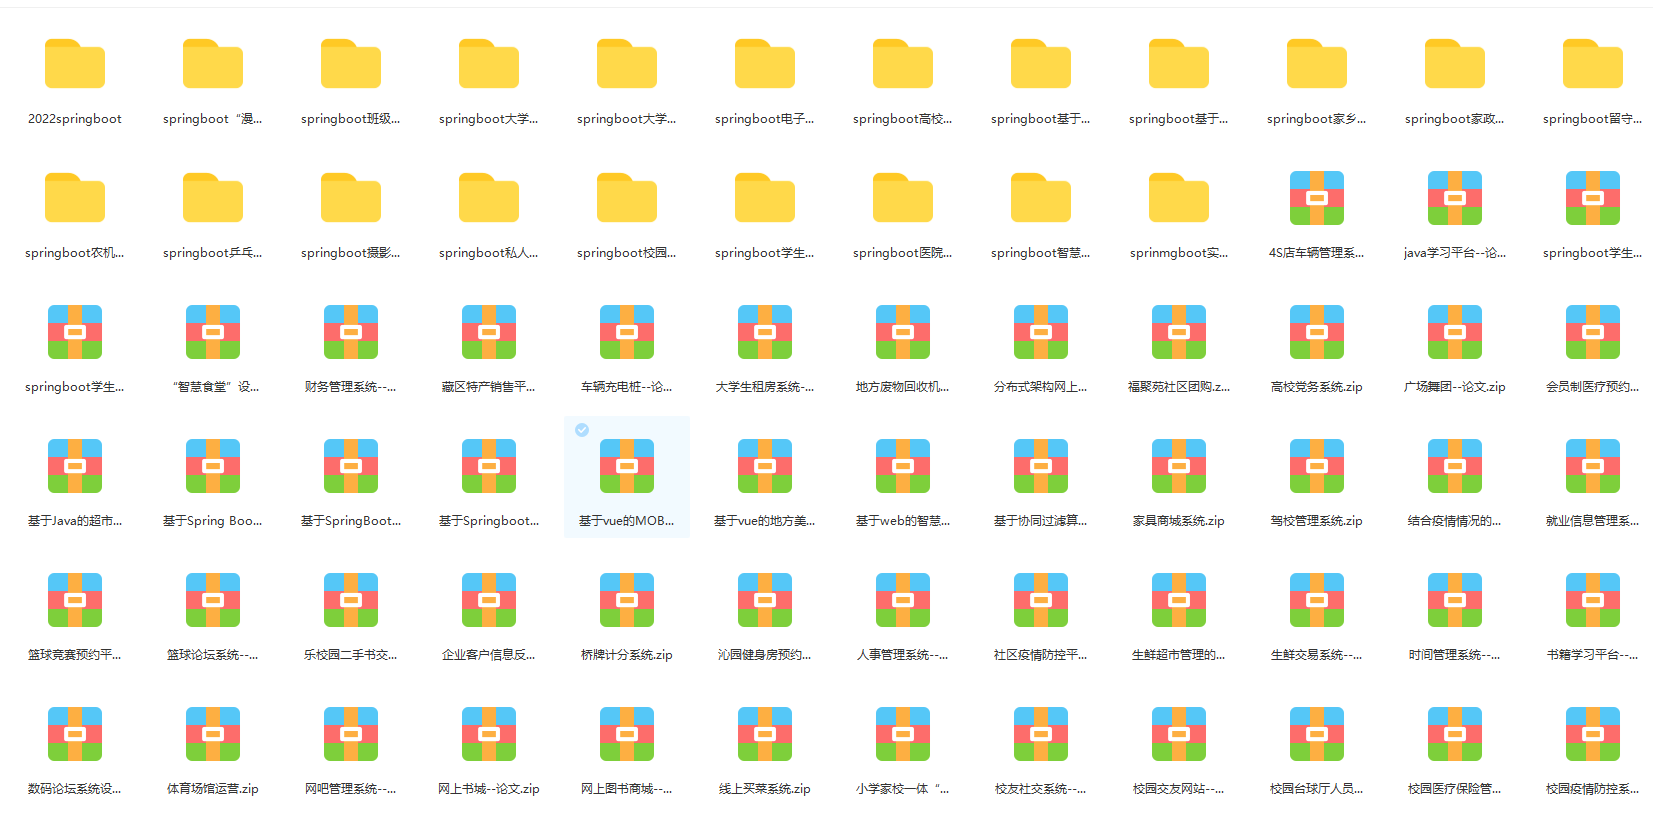 2022springboot
springboot“漫...
springboot班级...
springboot大学...
springboot大学...
springboot电子...
springboot高校...
springboot基于...
springboot基于...
springboot家乡...
springboot家政...
springboot留守...
springboot农机...
springboot乒乓...
springboot摄影...
springboot私人...
springboot校园...
springboot学生...
springboot医院...
springboot智慧...
sprinmgboot实...
4S店车辆管理系...
java学习平台--论...
springboot学生...
springboot学生...
“智慧食堂”设...
财务管理系统--...
藏区特产销售平...
车辆充电桩--论...
大学生租房系统-...
地方废物回收机...
分布式架构网上...
福聚苑社区团购.z...
高校党务系统.zip
广场舞团--论文.zip
会员制医疗预约...
基于Java的超市...
基于Spring Boo...
基于SpringBoot...
基于Springboot...
基于vue的MOB...
基于vue的地方美...
基于web的智慧...
基于协同过滤算...
家具商城系统.zip
驾校管理系统.zip
结合疫情情况的...
就业信息管理系...
篮球竞赛预约平...
篮球论坛系统--...
乐校园二手书交...
企业客户信息反...
桥牌计分系统.zip
沁园健身房预约...
人事管理系统--...
社区疫情防控平...
生鲜超市管理的...
生鲜交易系统--...
时间管理系统--...
书籍学习平台--...
数码论坛系统设...
体育场馆运营.zip
网吧管理系统--...
网上书城--论文.zip
网上图书商城--...
线上买菜系统.zip
小学家校一体“...
校友社交系统--...
校园交友网站--...
校园台球厅人员...
校园医疗保险管...
校园疫情防控系...